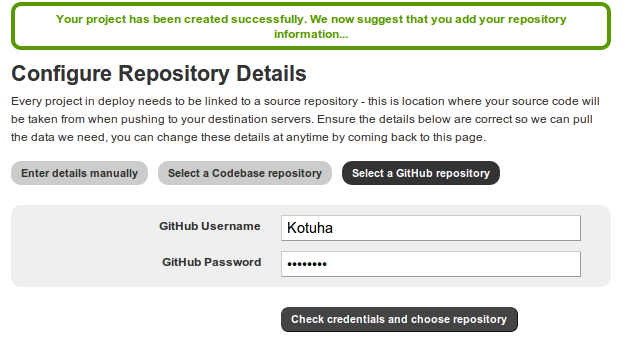 Your project has been created successfully. We now suggest that you add your repository
information...
Configure Repository Details
Every project in deploy needs to be linked to a source repository - this is location where your source code will
be taken from when pushing to your destination servers. Ensure the details below are correct so we can pull
the data we need, you can change these details at anytime by coming back to this page.
Enter details manually Select a Codebase repository Select a GitHub repository
GitHub Username Kotuha
GitHub Password ••••••••
Check credentials and choose repository